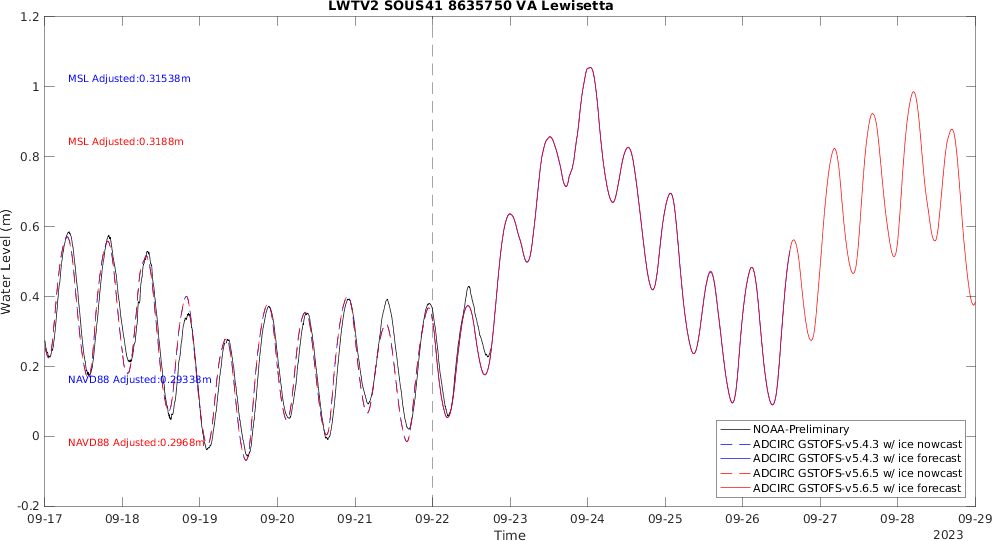 LWTV2 SOUS41 8635750 VA Lewisetta
1.2
1
0.8
0.6
0.4
0.2
0
-0.2
Water Level (m)
MSL Adjusted:0.31538m
MSL Adjusted:0.3188m
NAVD88 Adjusted:0.29338m
NAVD88 Adjusted:0.2968m
NOAA-Preliminary
ADCIRC GSTOFS-v5.4.3 w/ ice nowcast
ADCIRC GSTOFS-v5.4.3 w/ ice forecast
ADCIRC GSTOFS-v5.6.5 w/ ice nowcast
ADCIRC GSTOFS-v5.6.5 w/ ice forecast
09-17 09-18 09-19 09-20 09-21 09-22 09-23 09-24 09-25 09-26 09-27 09-28 09-29
Time
2023